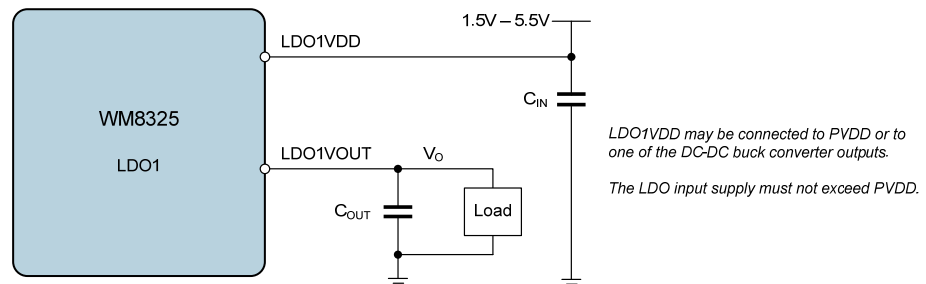 1.5V – 5.5V
LDO1VDD
CIN
WM8325
LDO1
LDO1VOUT
VO
COUT
Load
LDO1VDD may be connected to PVDD or to
one of the DC-DC buck converter outputs.
The LDO input supply must not exceed PVDD.